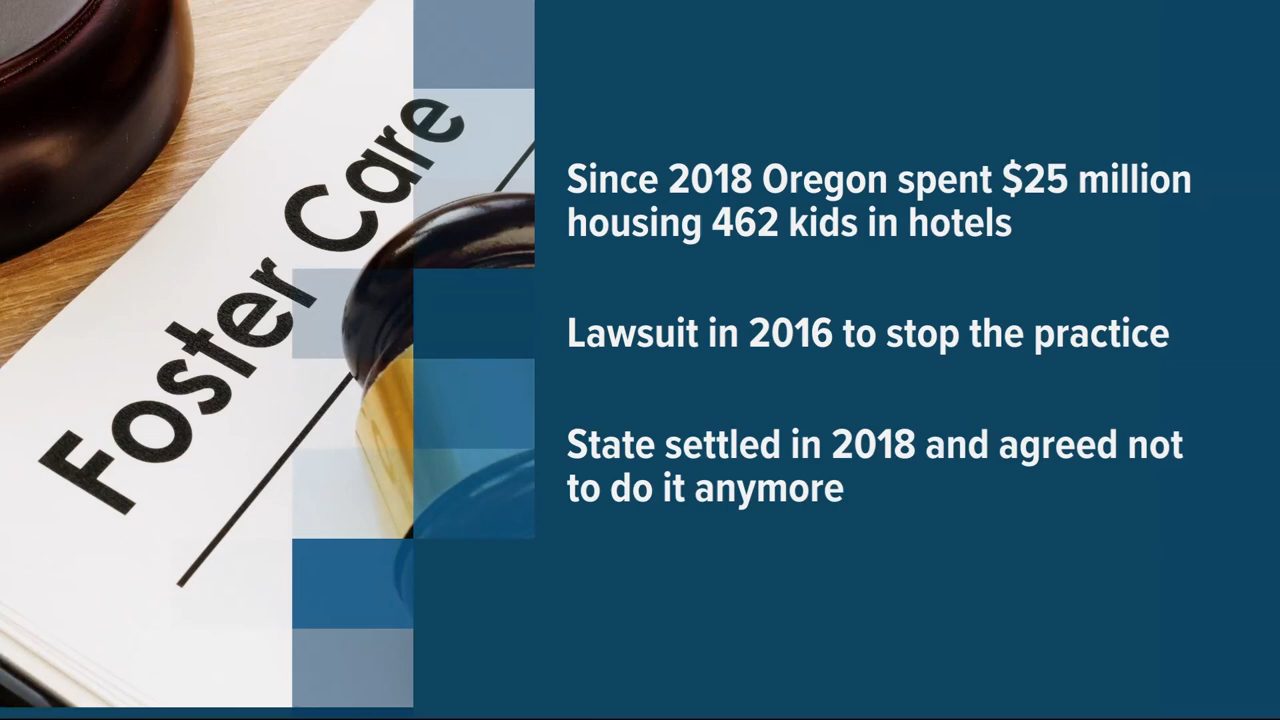 Foster Care
Since 2018 Oregon spent $25 million
housing 462 kids in hotels
Lawsuit in 2016 to stop the practice
State settled in 2018 and agreed not
to do it anymore